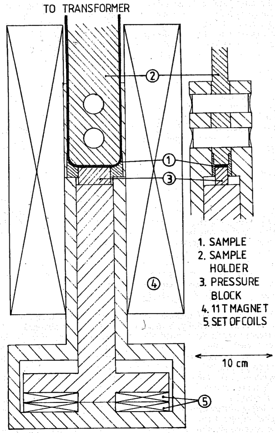 TO TRANSFORMER
2
1
3
4
5
1. SAMPLE
2. SAMPLE
HOLDER
3. PRESSURE
BLOCK
4. 11T MAGNET
5. SET OF COILS
10 cm